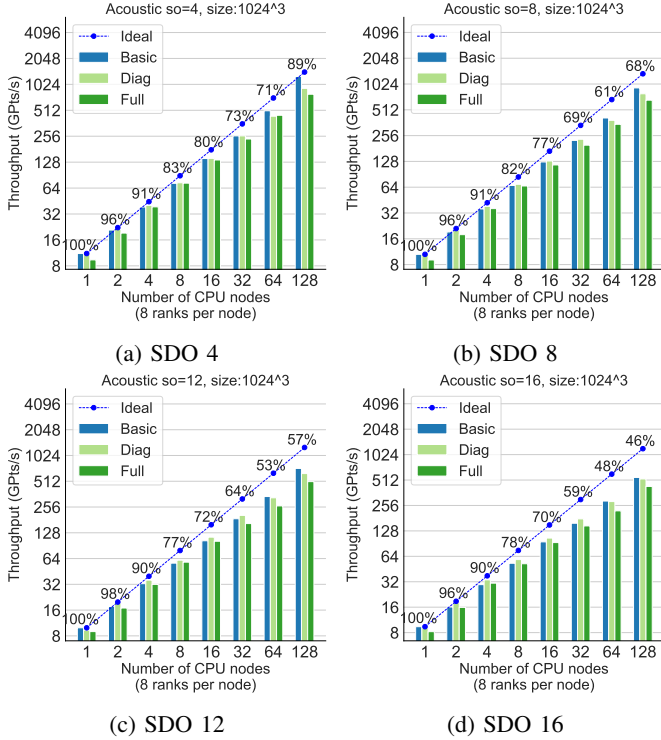 Acoustic so=4, size:1024^3
Throughput (GPts/s)
4096
2048
1024
512
256
128
64
32
16
8
Ideal
Basic
Diag
Full
100%
96%
91%
83%
80%
73%
71%
89%
1 2 4 8 16 32 64 128
Number of CPU nodes
(8 ranks per node)
(a) SDO 4
Acoustic so=8, size:1024^3
Throughput (GPts/s)
4096
2048
1024
512
256
128
64
32
16
8
Ideal
Basic
Diag
Full
100%
96%
91%
82%
77%
69%
61%
68%
1 2 4 8 16 32 64 128
Number of CPU nodes
(8 ranks per node)
(b) SDO 8
Acoustic so=12, size:1024^3
Throughput (GPts/s)
4096
2048
1024
512
256
128
64
32
16
8
Ideal
Basic
Diag
Full
100%
98%
90%
77%
72%
64%
53%
57%
1 2 4 8 16 32 64 128
Number of CPU nodes
(8 ranks per node)
(c) SDO 12
Acoustic so=16, size:1024^3
Throughput (GPts/s)
4096
2048
1024
512
256
128
64
32
16
8
Ideal
Basic
Diag
Full
100%
96%
90%
78%
70%
59%
48%
46%
1 2 4 8 16 32 64 128
Number of CPU nodes
(8 ranks per node)
(d) SDO 16